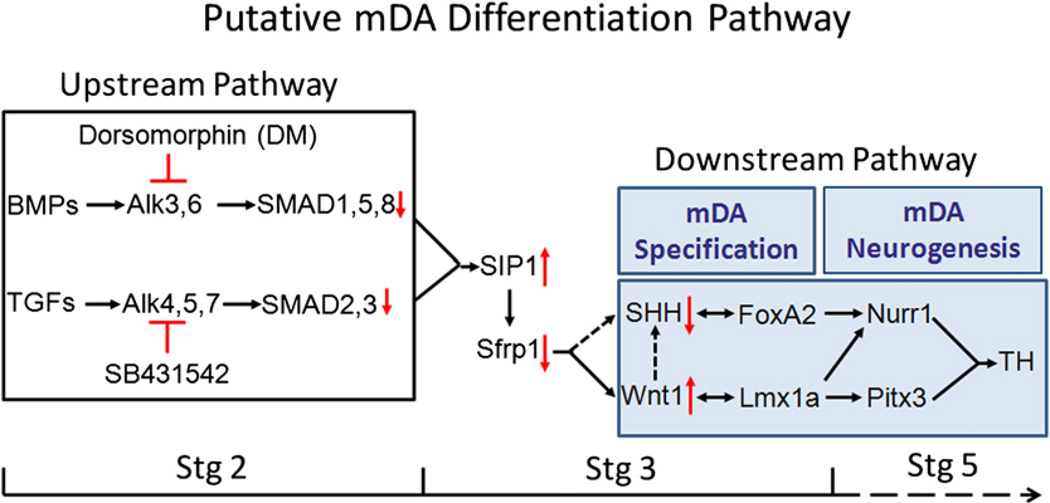 Putative mDA Differentiation Pathway
Upstream Pathway
Dorsomorphin (DM)
BMPs Alk3,6 SMAD1,5,8
TGFs Alk4,5,7 SMAD2,3
SB431542
SIP1
Sfrp1
Downstream Pathway
mDA
Specification
mDA
Neurogenesis
SHH FoxA2 Nurr1
TH
Wnt1 Lmx1a Pitx3
Stg 2 Stg 3 Stg 5